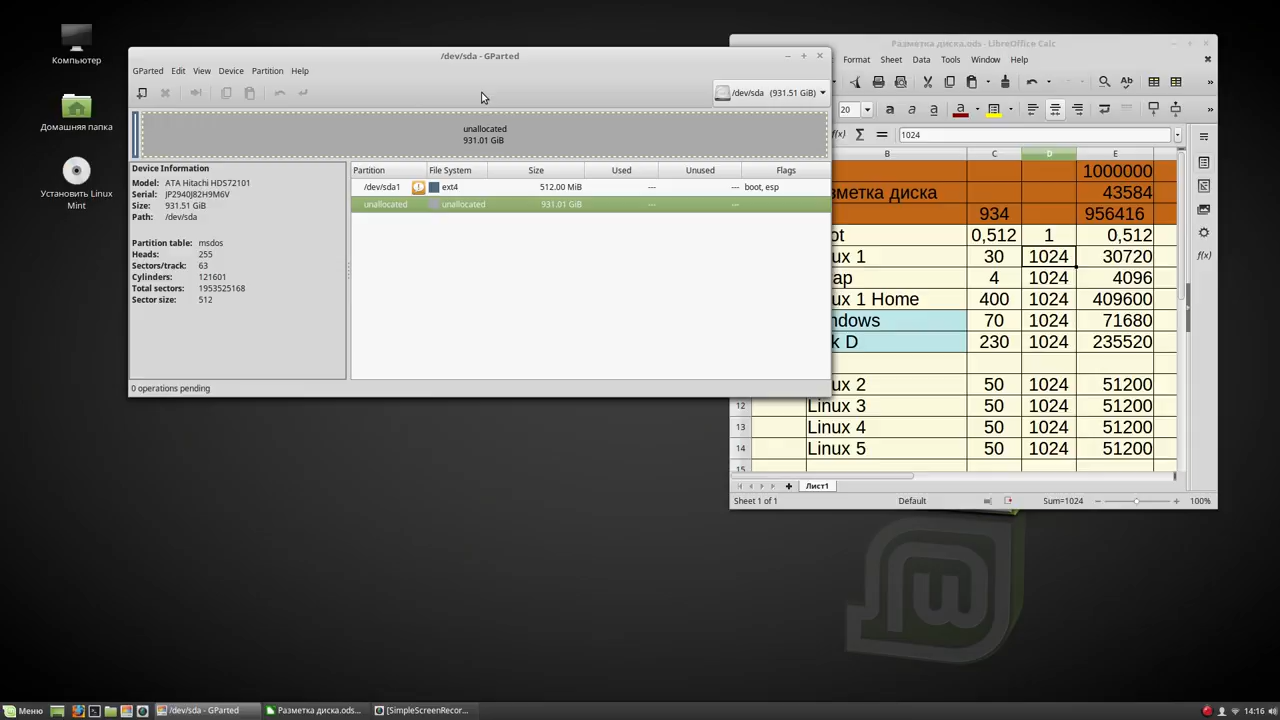 Компьютер
Домашняя папка
Установить Linux
Mint
/dev/sda - GParted
GParted Edit View Device Partition Help
/dev/sda (931.51 GiB)
unallocated
931.01 GiB
Device Information
Model: ATA Hitachi HDS72101
Serial: JP2940J82H9M6V
Size: 931.51 GiB
Path: /dev/sda
Partition table: msdos
Heads: 255
Sectors/track: 63
Cylinders: 121601
Total sectors: 1953525168
Sector size: 512
Partition File System Size Used Unused Flags
/dev/sda1 ext4 512.00 MiB --- --- boot, esp
unallocated unallocated 931.01 GiB --- ---
0 operations pending
Разметка диска.ods - LibreOffice Calc
Format Sheet Data Tools Window Help
20
f(x) Σ = 1024
B C D E
1000000
зметка диска 43584
934 956416
ot 0,512 1 0,512
ux 1 30 1024 30720
ap 4 1024 4096
ux 1 Home 400 1024 409600
ndows 70 1024 71680
k D 230 1024 235520
ux 2 50 1024 51200
12 Linux 3 50 1024 51200
13 Linux 4 50 1024 51200
14 Linux 5 50 1024 51200
15
Лист1
Sheet 1 of 1 Default Sum=1024 100%
f(x)
Меню /dev/sda - GParted Разметка диска.ods... [SimpleScreenRecor... 14:16